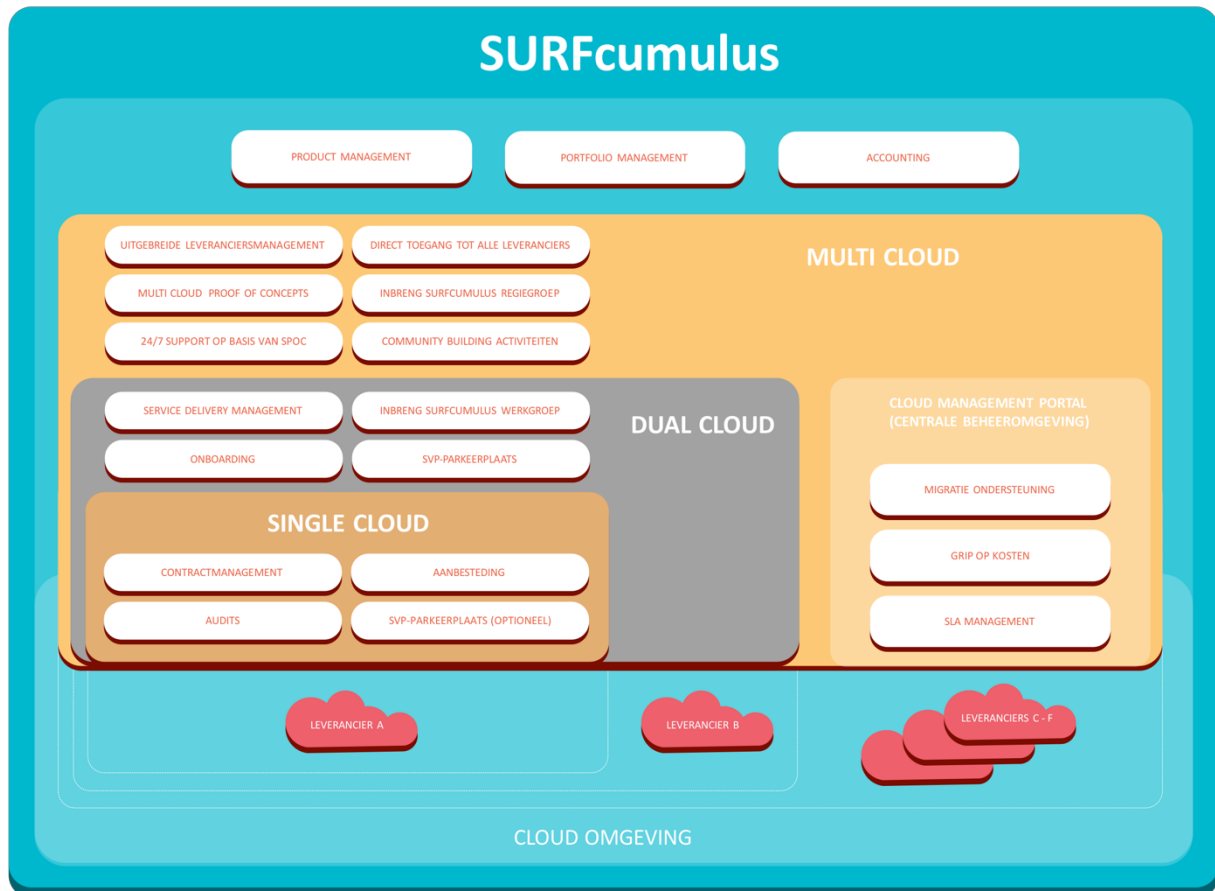 SURFcumulus
PRODUCT MANAGEMENT
PORTFOLIO MANAGEMENT
ACCOUNTING
MULTI CLOUD
UITGEBREIDE LEVERANCIERSMANAGEMENT
DIRECT TOEGANG TOT ALLE LEVERANCIERS
MULTI CLOUD PROOF OF CONCEPTS
INBRENG SURFCUMULUS REGIEGROEP
24/7 SUPPORT OP BASIS VAN SPOC
COMMUNITY BUILDING ACTIVITEITEN
DUAL CLOUD
SERVICE DELIVERY MANAGEMENT
INBRENG SURFCUMULUS WERKGROEP
ONBOARDING
SVP-PARKEERPLAATS
SINGLE CLOUD
CONTRACTMANAGEMENT
AANBESTEDING
AUDITS
SVP-PARKEERPLAATS (OPTIONEEL)
CLOUD MANAGEMENT PORTAL
(CENTRALE BEHEEROMGEVING)
MIGRATIE ONDERSTEUNING
GRIP OP KOSTEN
SLA MANAGEMENT
LEVERANCIER A
LEVERANCIER B
LEVERANCIERS C - F
CLOUD OMGEVING